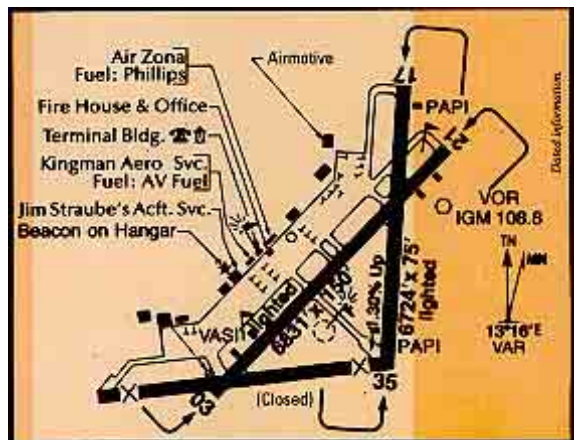 Air Zona
Fuel: Phillips
Airmotive
Fire House & Office
Terminal Bldg.
Kingman Aero Svc.
Fuel: AV Fuel
Jim Straube's Acft. Svc.
Beacon on Hangar
17
PAPI
21
Dated information.
VOR
IGM 108.8
TN
MN
13°16'E
VAR
VASI
lighted
6831' x 150'
.30% Up
6724' x 75'
lighted
PAPI
03
(Closed)
35